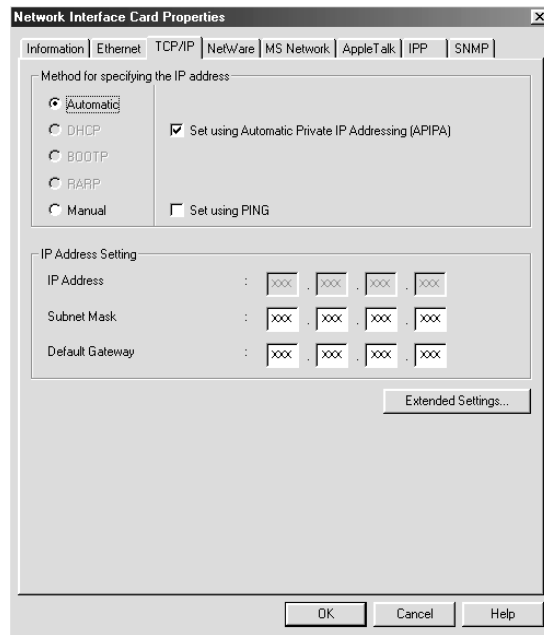 Network Interface Card Properties
Information Ethernet TCP/IP NetWare MS Network AppleTalk IPP SNMP
Method for specifying the IP address
Automatic
DHCP
Set using Automatic Private IP Addressing (APIPA)
BOOTP
RARP
Manual
Set using PING
IP Address Setting
IP Address : xxx . xxx . xxx . xxx
Subnet Mask : xxx . xxx . xxx . xxx
Default Gateway : xxx . xxx . xxx . xxx
Extended Settings...
OK Cancel Help